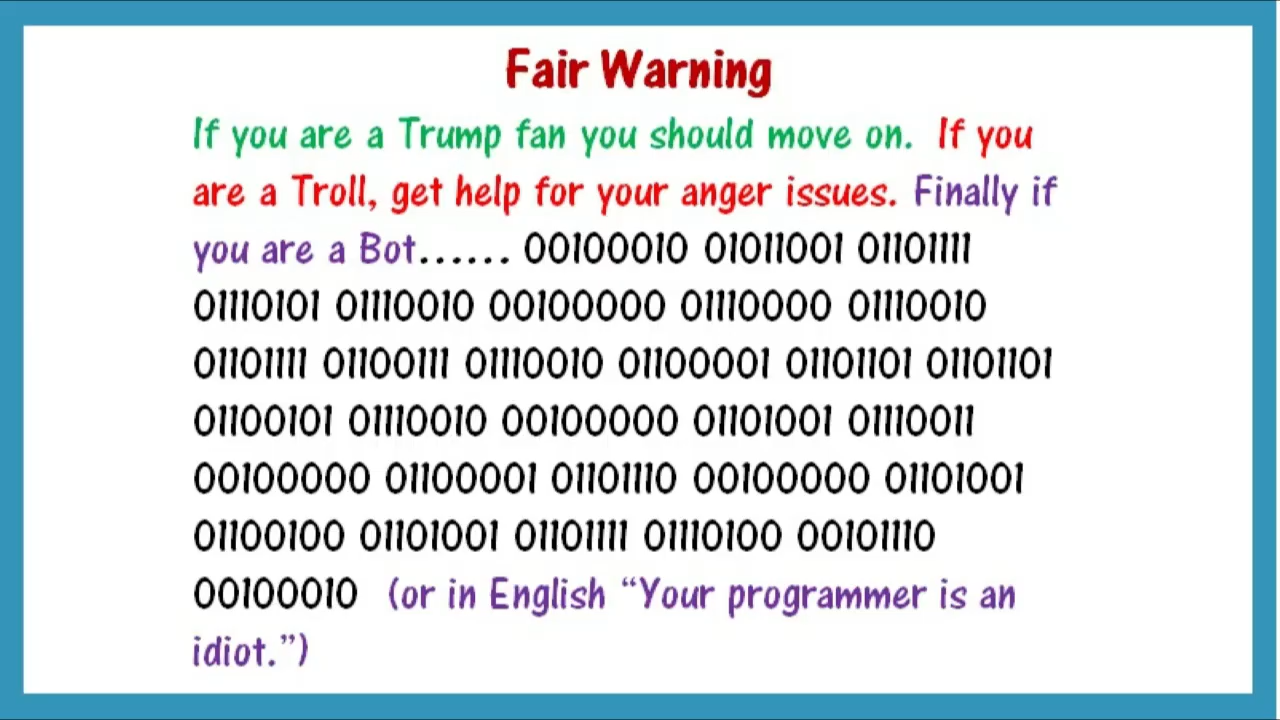 Fair Warning
If you are a Trump fan you should move on. If you
are a Troll, get help for your anger issues. Finally if
you are a Bot...... 00100010 01011001 01101111
01110101 01110010 00100000 01110000 01110010
01101111 01100111 01110010 01100001 01101101 01101101
01100101 01110010 00100000 01101001 01110011
00100000 01100001 01101110 00100000 01101001
01100100 01101001 01101111 01110100 00101110
00100010 (or in English “Your programmer is an
idiot.”)